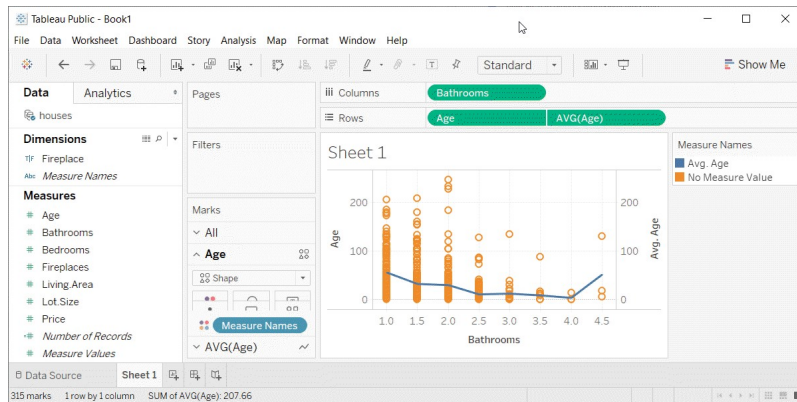 Tableau Public - Book1
File Data Worksheet Dashboard Story Analysis Map Format Window Help
Standard
Show Me
Data Analytics
houses
Dimensions
T|F Fireplace
Abc Measure Names
Measures
# Age
# Bathrooms
# Bedrooms
# Fireplaces
# Living.Area
# Lot.Size
# Price
# Number of Records
# Measure Values
Pages
Filters
Marks
All
Age
Shape
Measure Names
AVG(Age)
iii Columns Bathrooms
Rows Age AVG(Age)
Sheet 1
Age
200
100
0
1.0 1.5 2.0 2.5 3.0 3.5 4.0 4.5
Bathrooms
200
100
0
Avg. Age
Measure Names
Avg. Age
No Measure Value
Data Source Sheet 1
315 marks 1 row by 1 column SUM of AVG(Age): 207.66